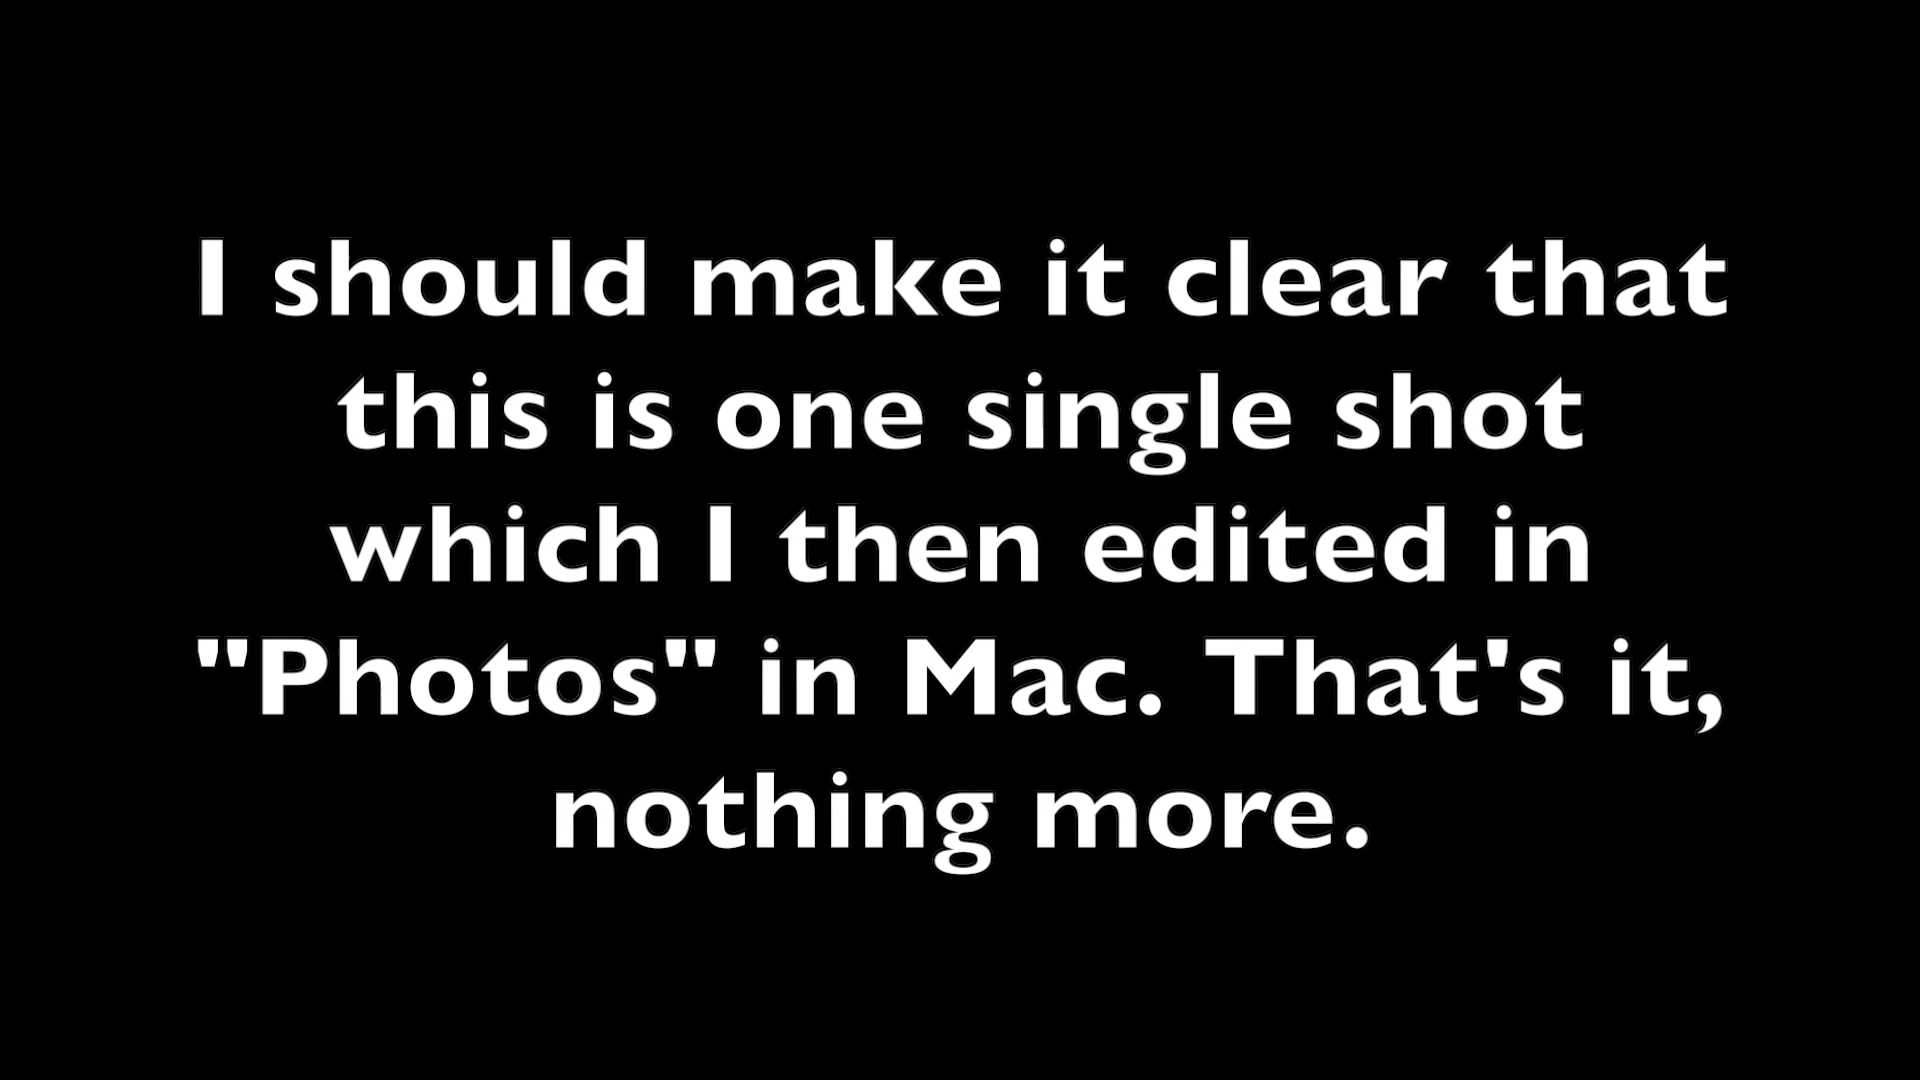 I should make it clear that
this is one single shot
which I then edited in
"Photos" in Mac. That's it,
nothing more.